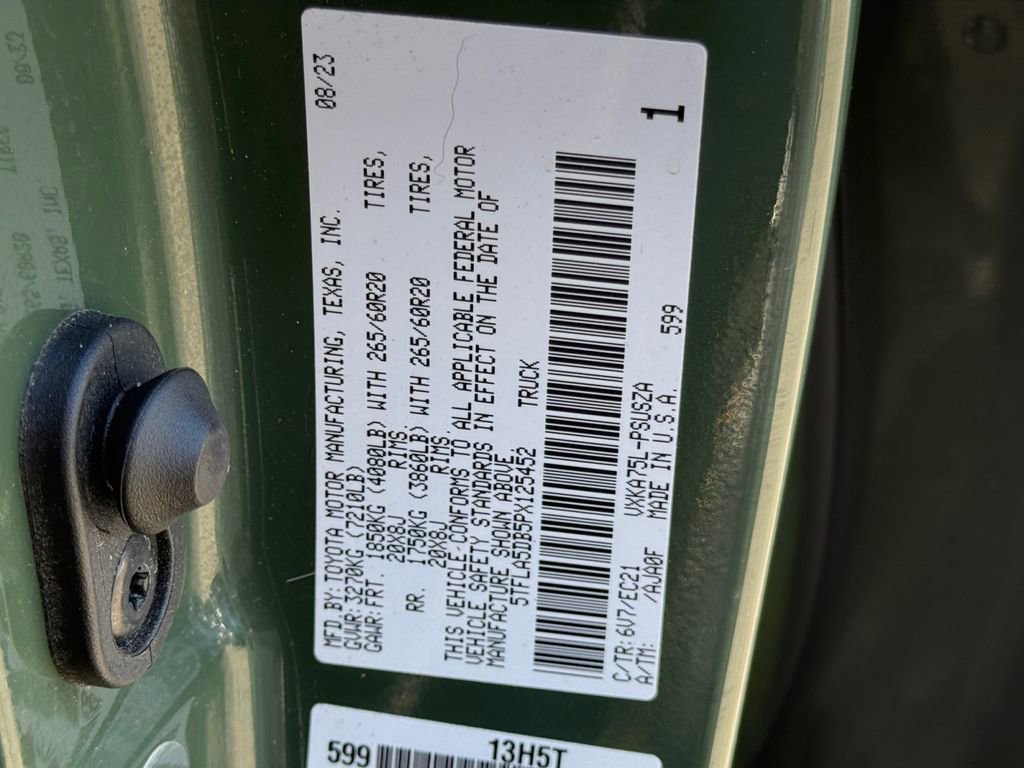 MFD.BY:TOYOTA MOTOR MANUFACTURING, TEXAS, INC. 08/23
GVWR:3270KG (7210LB)
GAWR:FRT. 1850KG (4080LB) WITH 265/60R20 TIRES,
20X8J RIMS
RR. 1750KG (3860LB) WITH 265/60R20 TIRES,
20X8J RIMS,
THIS VEHICLE CONFORMS TO ALL APPLICABLE FEDERAL MOTOR
VEHICLE SAFETY STANDARDS IN EFFECT ON THE DATE OF
MANUFACTURE SHOWN ABOVE.
5TFLA5DB5PX125452 TRUCK
1
C/TR:6V7/EC21 VXKA75L-PSUSZA 599
A/TM: /AJA0F MADE IN U.S.A.
599 13H5T